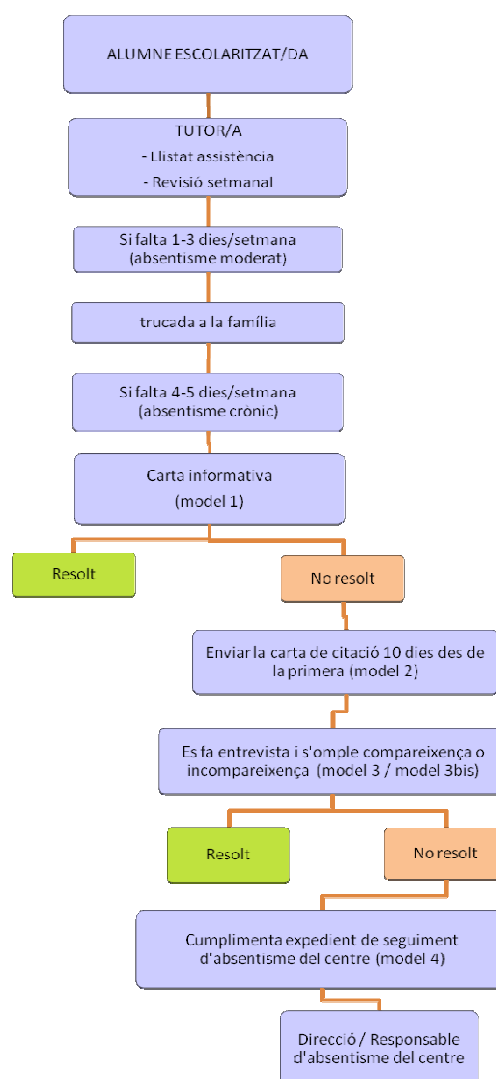 ALUMNE ESCOLARITZAT/DA
TUTOR/A
- Llistat assistència
- Revisió setmanal
Si falta 1-3 dies/setmana
(absentisme moderat)
trucada a la família
Si falta 4-5 dies/setmana
(absentisme crònic)
Carta informativa
(model 1)
Resolt
No resolt
Enviar la carta de citació 10 dies des de
la primera (model 2)
Es fa entrevista i s'omple compareixença o
incompareixença (model 3 / model 3bis)
Resolt
No resolt
Cumplimenta expedient de seguiment
d'absentisme del centre (model 4)
Direcció / Responsable
d'absentisme del centre